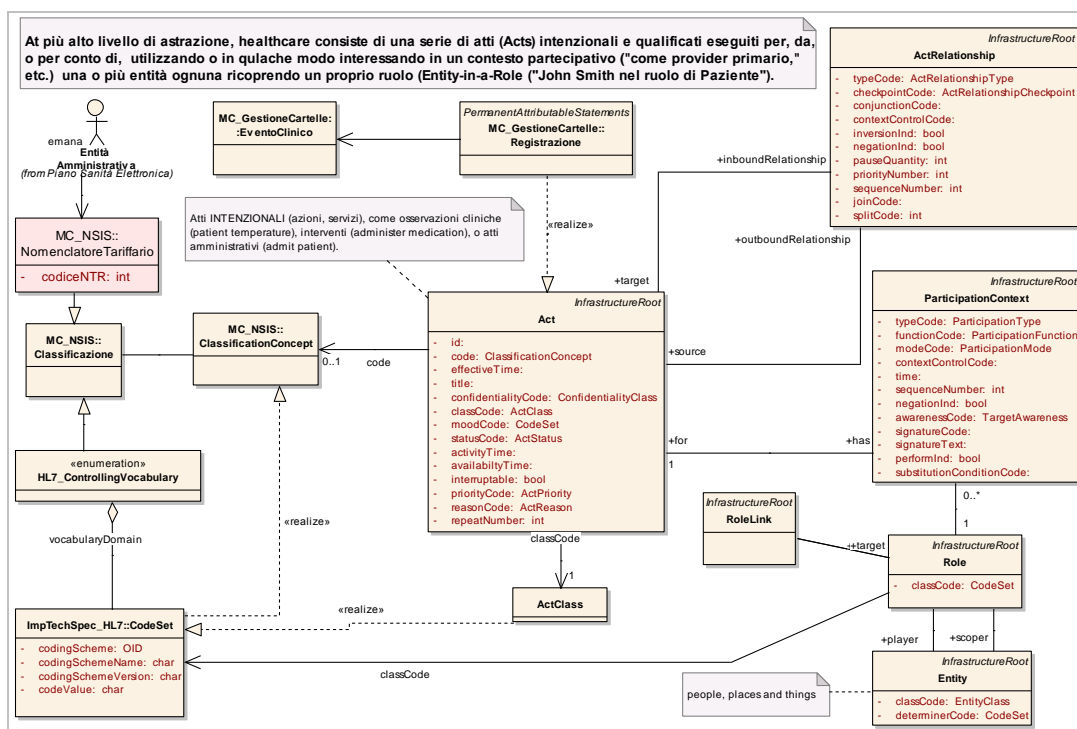 At più alto livello di astrazione, healthcare consiste di una serie di atti (Acts) intenzionali e qualificati eseguiti per, da,
o per conto di, utilizzando o in qulache modo interessando in un contesto partecipativo ("come provider primario,"
etc.) una o più entità ognuna ricoprendo un proprio ruolo (Entity-in-a-Role ("John Smith nel ruolo di Paziente").
InfrastructureRoot
ActRelationship
- typeCode: ActRelationshipType
- checkpointCode: ActRelationshipCheckpoint
- conjunctionCode:
- contextControlCode:
- inversionInd: bool
- negationInd: bool
- pauseQuantity: int
- priorityNumber: int
- sequenceNumber: int
- joinCode:
- splitCode: int
MC_GestioneCartelle:
:EventoClinico
PermanentAttributableStatements
MC_GestioneCartelle::
Registrazione
emana
Entità
Amministrativa
(from Piano Sanità Elettronica)
+inboundRelationship
Atti INTENZIONALI (azioni, servizi), come osservazioni cliniche
(patient temperature), interventi (administer medication), o atti
amministrativi (admit patient).
«realize»
MC_NSIS::
NomenclatoreTariffario
- codiceNTR: int
+outboundRelationship
+target
InfrastructureRoot
ParticipationContext
- typeCode: ParticipationType
- functionCode: ParticipationFunction
- modeCode: ParticipationMode
- contextControlCode:
- time:
- sequenceNumber: int
- negationInd: bool
- awarenessCode: TargetAwareness
- signatureCode:
- signatureText:
- performInd: bool
- substitutionConditionCode:
InfrastructureRoot
Act
- id:
- code: ClassificationConcept
- effectiveTime:
- title:
- confidentialityCode: ConfidentialityClass
- classCode: ActClass
- moodCode: CodeSet
- statusCode: ActStatus
- activityTime:
- availabiltyTime:
- interruptable: bool
- priorityCode: ActPriority
- reasonCode: ActReason
- repeatNumber: int
MC_NSIS::
Classificazione
MC_NSIS::
ClassificationConcept
0..1
code
+source
+for
1
+has
«enumeration»
HL7_ControllingVocabulary
vocabularyDomain
«realize»
0..*
1
InfrastructureRoot
RoleLink
+target
InfrastructureRoot
Role
- classCode: CodeSet
classCode
1
ActClass
«realize»
ImpTechSpec_HL7::CodeSet
- codingScheme: OID
- codingSchemeName: char
- codingSchemeVersion: char
- codeValue: char
classCode
+player
+scoper
people, places and things
InfrastructureRoot
Entity
- classCode: EntityClass
- determinerCode: CodeSet